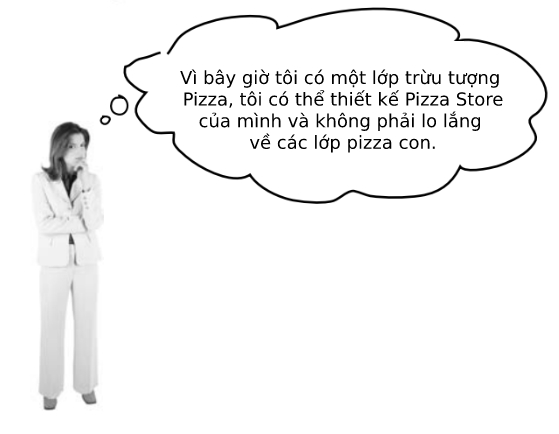 Vì bây giờ tôi có một lớp trừu tượng
Pizza, tôi có thể thiết kế Pizza Store
của mình và không phải lo lắng
về các lớp pizza con.